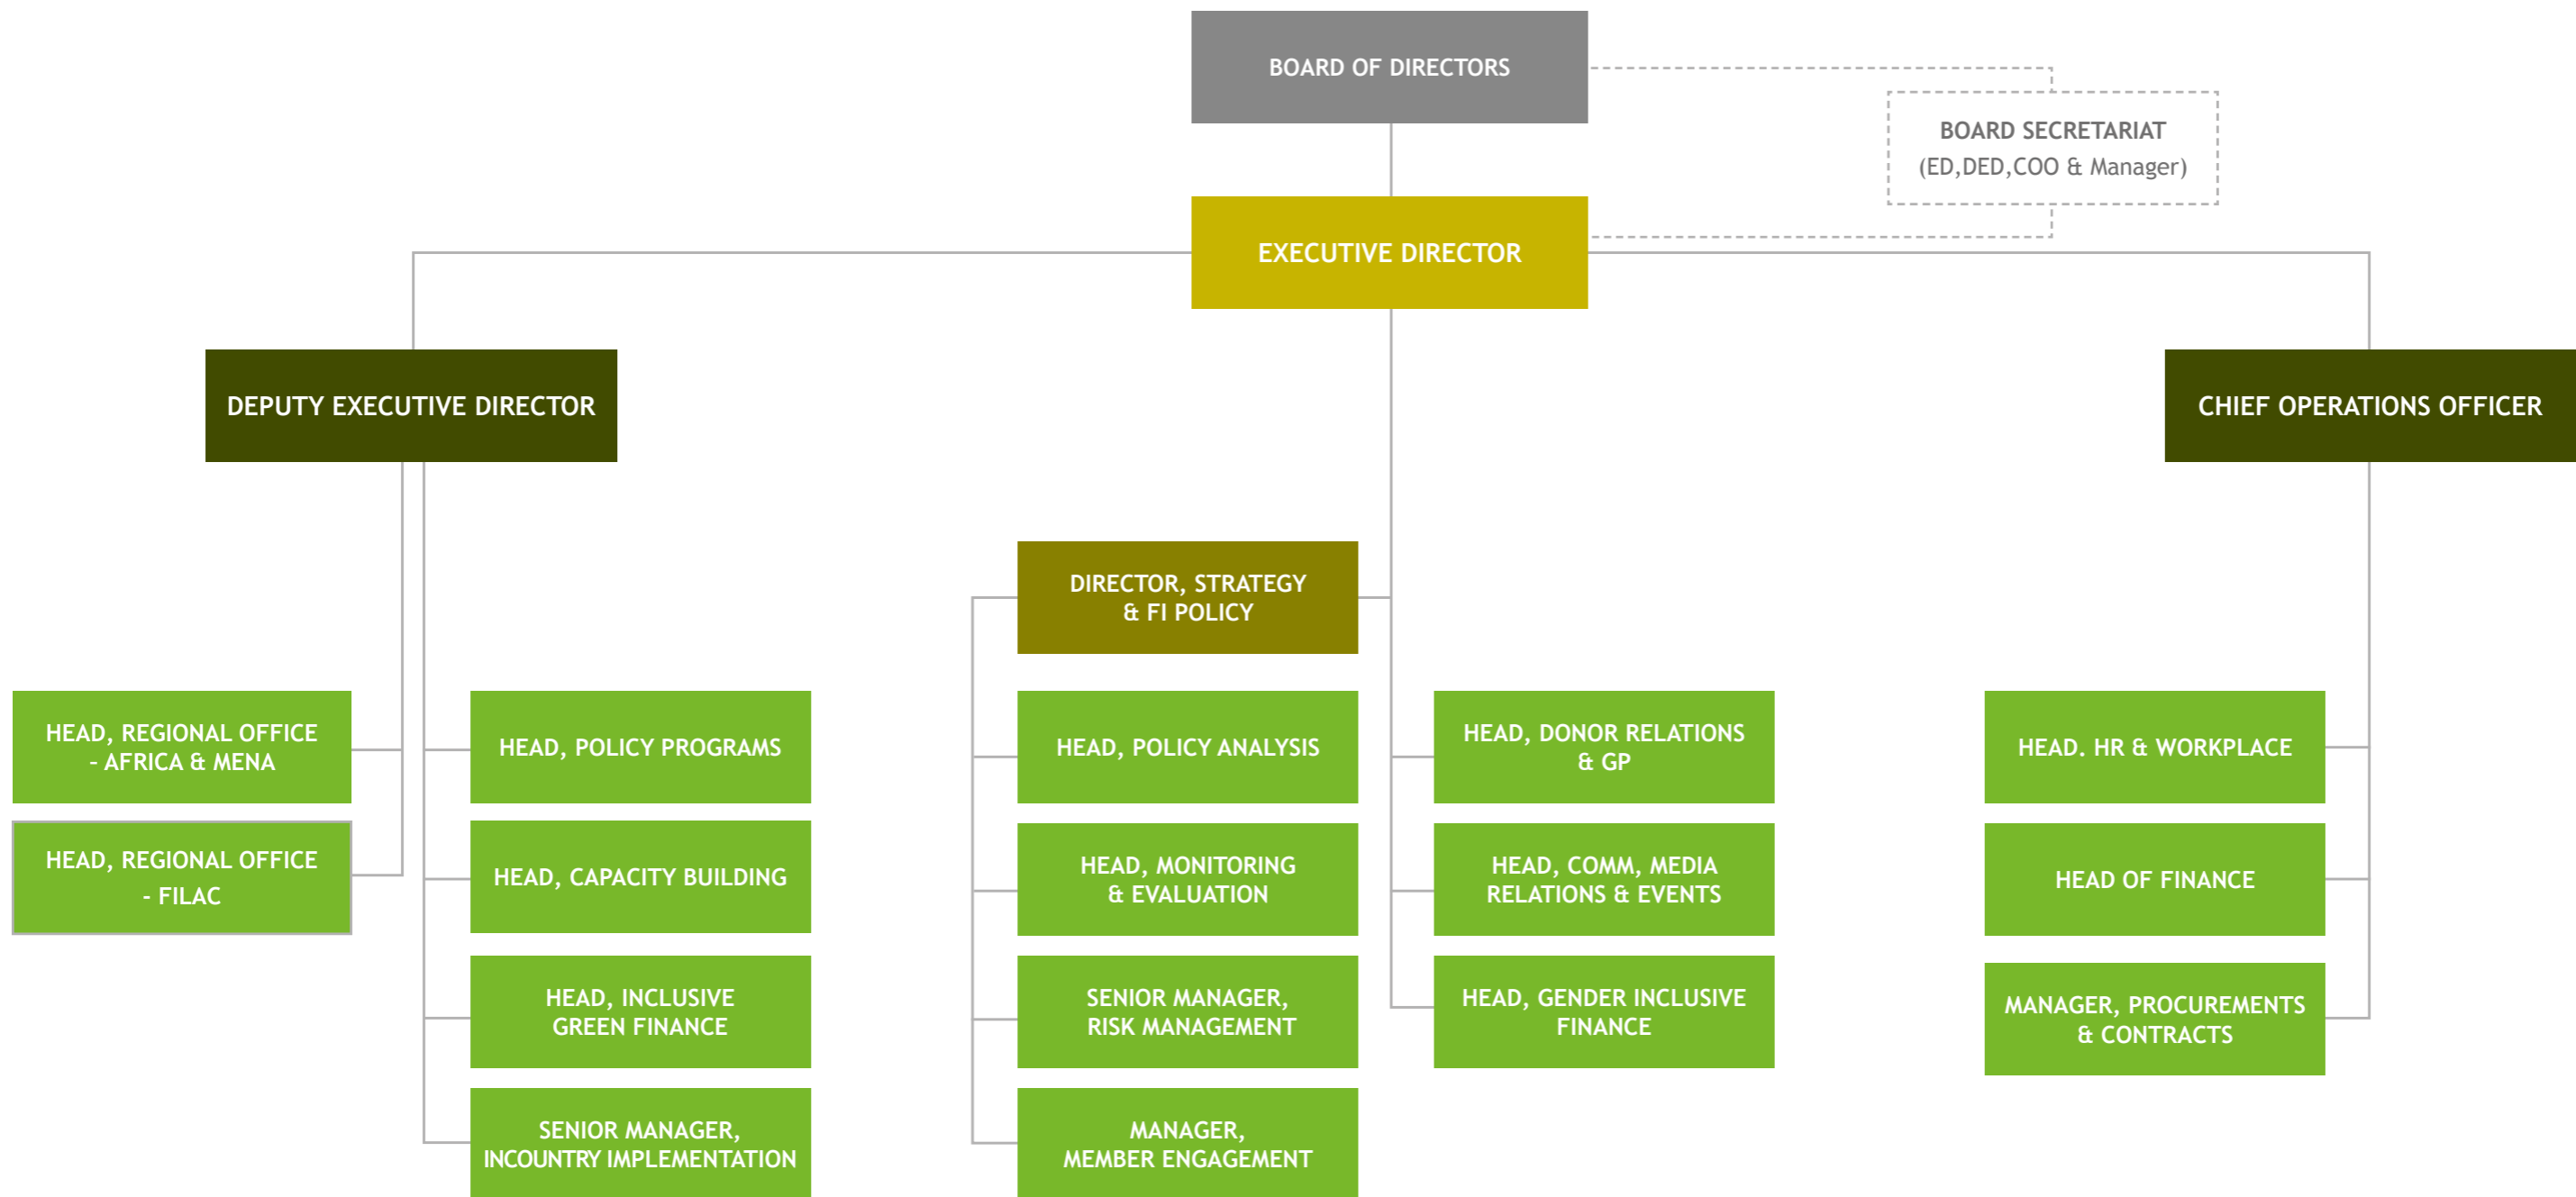 BOARD OF DIRECTORS
BOARD SECRETARIAT
(ED,DED,COO & Manager)
EXECUTIVE DIRECTOR
DEPUTY EXECUTIVE DIRECTOR
CHIEF OPERATIONS OFFICER
DIRECTOR, STRATEGY
& FI POLICY
HEAD, REGIONAL OFFICE
– AFRICA & MENA
HEAD, REGIONAL OFFICE
- FILAC
HEAD, POLICY PROGRAMS
HEAD, CAPACITY BUILDING
HEAD, INCLUSIVE
GREEN FINANCE
SENIOR MANAGER,
INCOUNTRY IMPLEMENTATION
HEAD, POLICY ANALYSIS
HEAD, MONITORING
& EVALUATION
SENIOR MANAGER,
RISK MANAGEMENT
MANAGER,
MEMBER ENGAGEMENT
HEAD, DONOR RELATIONS
& GP
HEAD, COMM, MEDIA
RELATIONS & EVENTS
HEAD, GENDER INCLUSIVE
FINANCE
HEAD. HR & WORKPLACE
HEAD OF FINANCE
MANAGER, PROCUREMENTS
& CONTRACTS